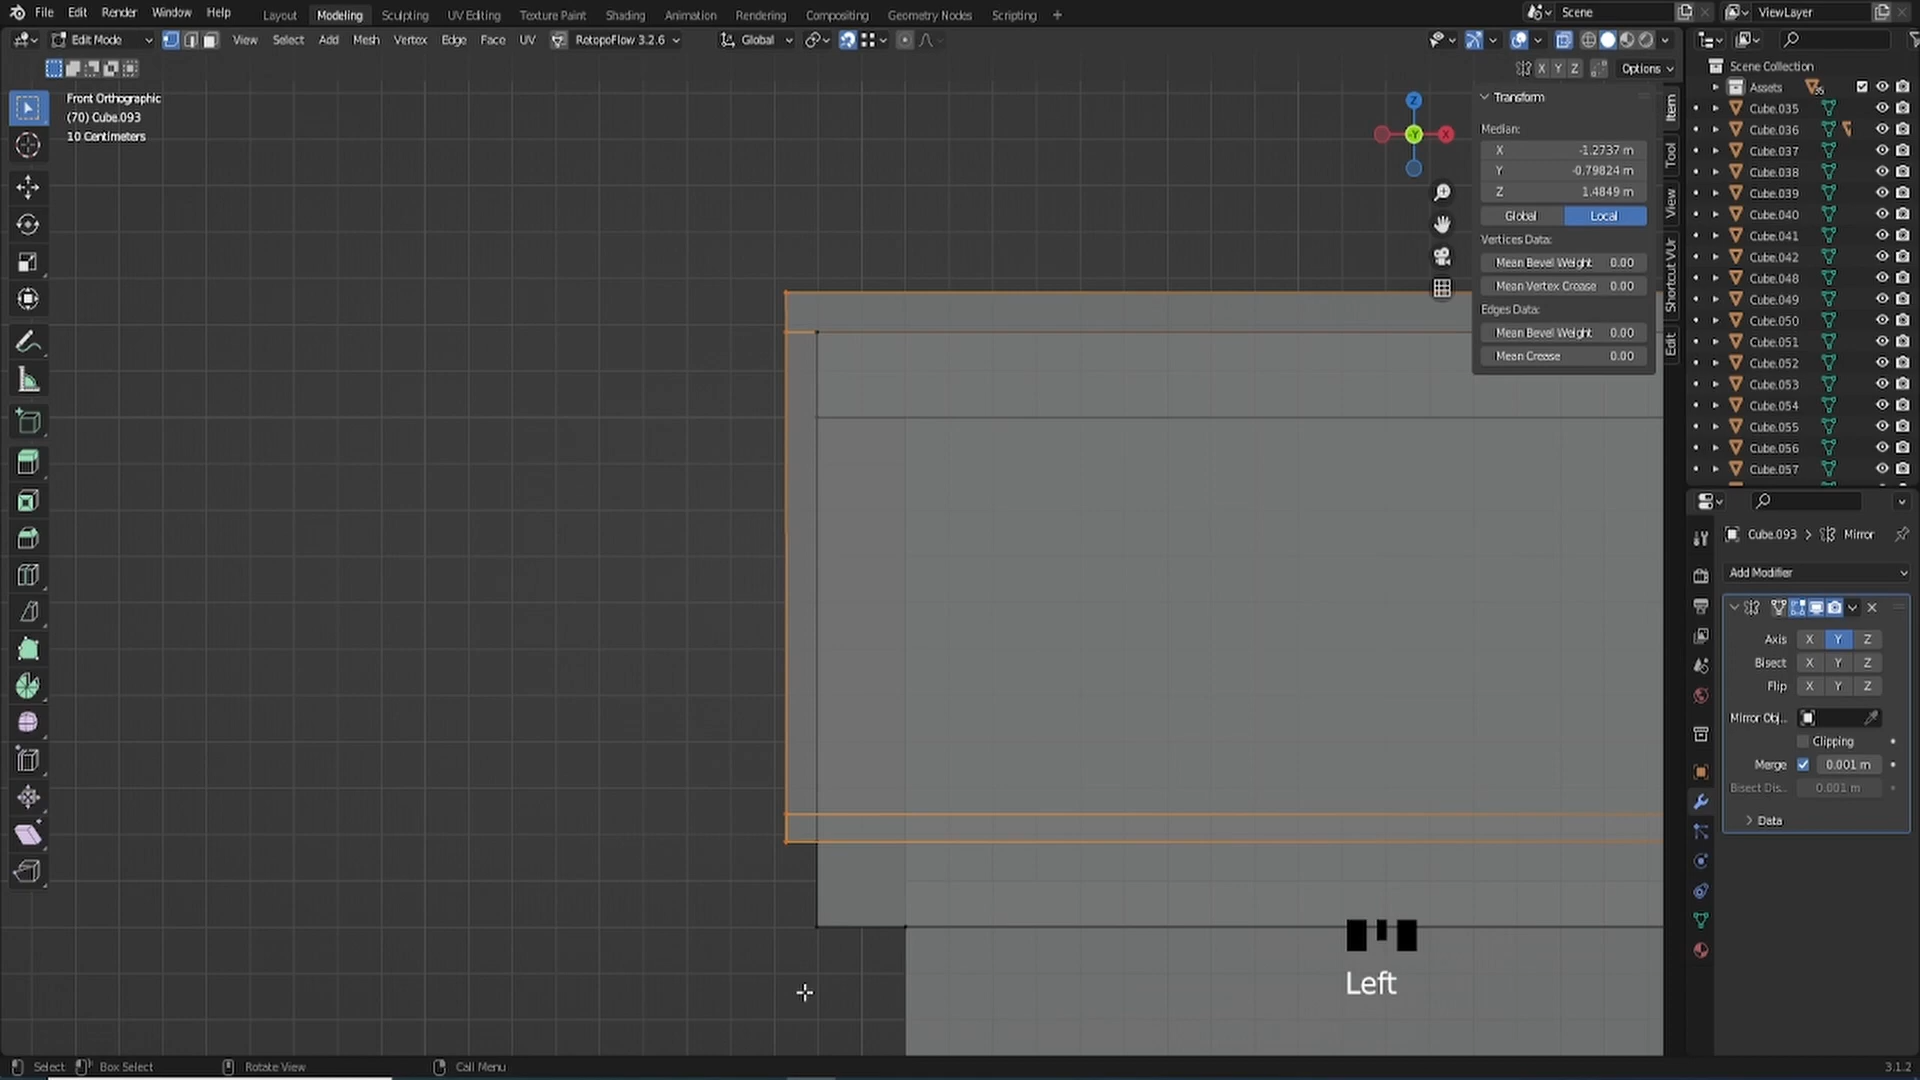 File Edit Render Window Help Layout Modeling Sculpting UV Editing Texture Paint Shading Animation Rendering Compositing Geometry Nodes Scripting + Scene ViewLayer
Edit Mode View Select Add Mesh Vertex Edge Face UV RetopoFlow 3.2.6 Global
X Y Z Options
Front Orthographic
(70) Cube.093
10 Centimeters
Z
Y
X
Transform
Median:
X -1.2737 m
Y -0.79824 m
Z 1.4849 m
Global Local
Vertices Data:
Mean Bevel Weight 0.00
Mean Vertex Crease 0.00
Edges Data:
Mean Bevel Weight 0.00
Mean Crease 0.00
Item
Tool
View
Shortcut VUr
Edit
Scene Collection
Assets
Cube.035
Cube.036
Cube.037
Cube.038
Cube.039
Cube.040
Cube.041
Cube.042
Cube.048
Cube.049
Cube.050
Cube.051
Cube.052
Cube.053
Cube.054
Cube.055
Cube.056
Cube.057
Cube.093 > Mirror
Add Modifier
Axis X Y Z
Bisect X Y Z
Flip X Y Z
Mirror Obj...
Clipping
Merge 0.001 m
Bisect Dis... 0.001 m
Data
Left
Select Box Select Rotate View Call Menu 3.1.2